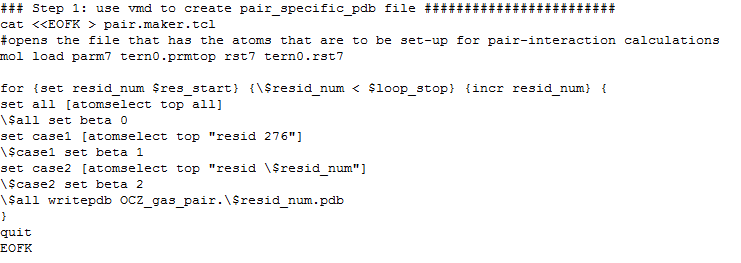 ### Step 1: use vmd to create pair_specific_pdb file ########################
cat <<EOFK > pair.maker.tcl
#opens the file that has the atoms that are to be set-up for pair-interaction calculations
mol load parm7 tern0.prmtop rst7 tern0.rst7

for {set resid_num $res_start} {\$resid_num < $loop_stop} {incr resid_num} {
set all [atomselect top all]
\$all set beta 0
set case1 [atomselect top "resid 276"]
\$case1 set beta 1
set case2 [atomselect top "resid \$resid_num"]
\$case2 set beta 2
\$all writepdb OCZ_gas_pair.\$resid_num.pdb
}
quit
EOFK